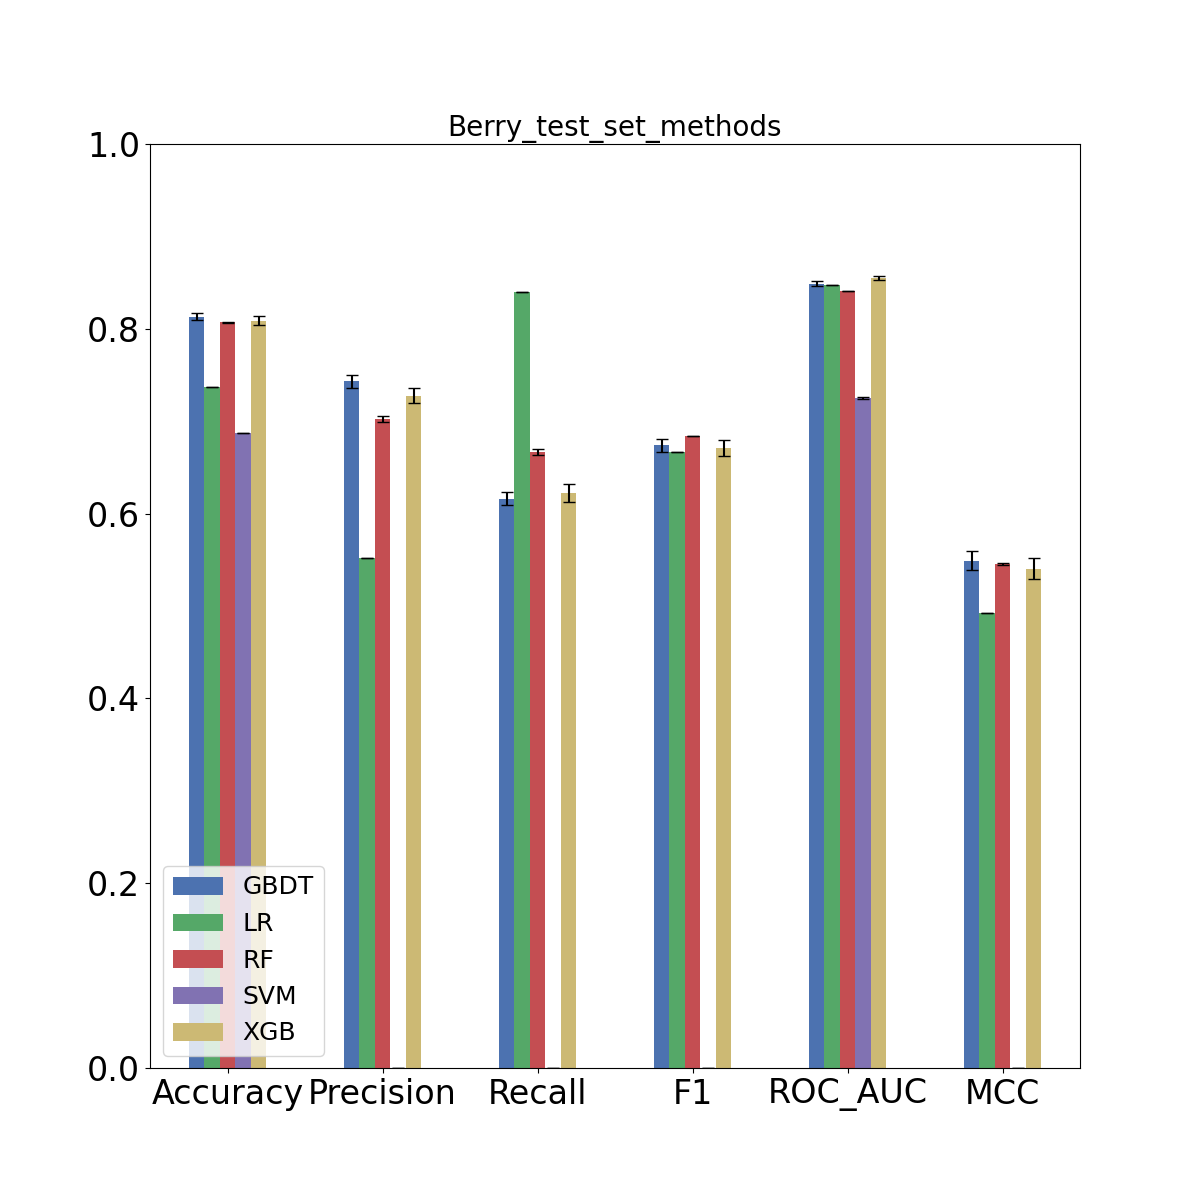 Berry_test_set_methods
1.0
0.8
0.6
0.4
0.2
0.0
GBDT
LR
RF
SVM
XGB
Accuracy Precision Recall F1 ROC_AUC MCC